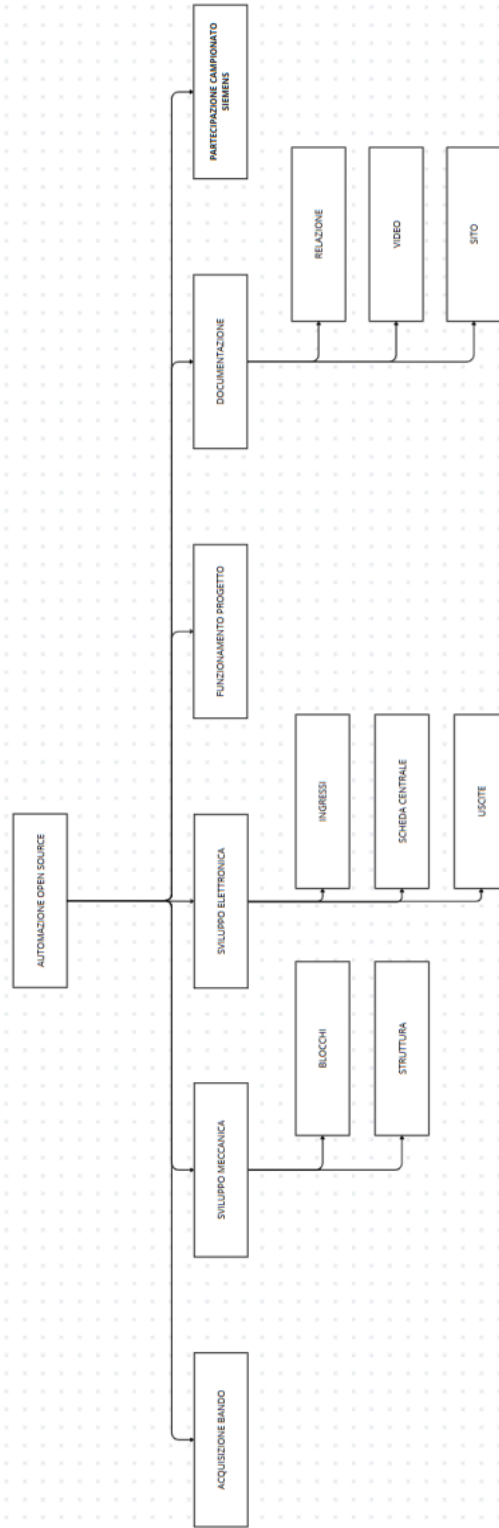 AUTOMAZIONE OPEN SOURCE
ACQUISIZIONE BANDO
SVILUPPO MECCANICA
SVILUPPO ELETTRONICA
FUNZIONAMENTO PROGETTO
DOCUMENTAZIONE
PARTECIPAZIONE CAMPIONATO
SIEMENS
BLOCCHI
STRUTTURA
INGRESSI
SCHEDA CENTRALE
USCITE
RELAZIONE
VIDEO
SITO